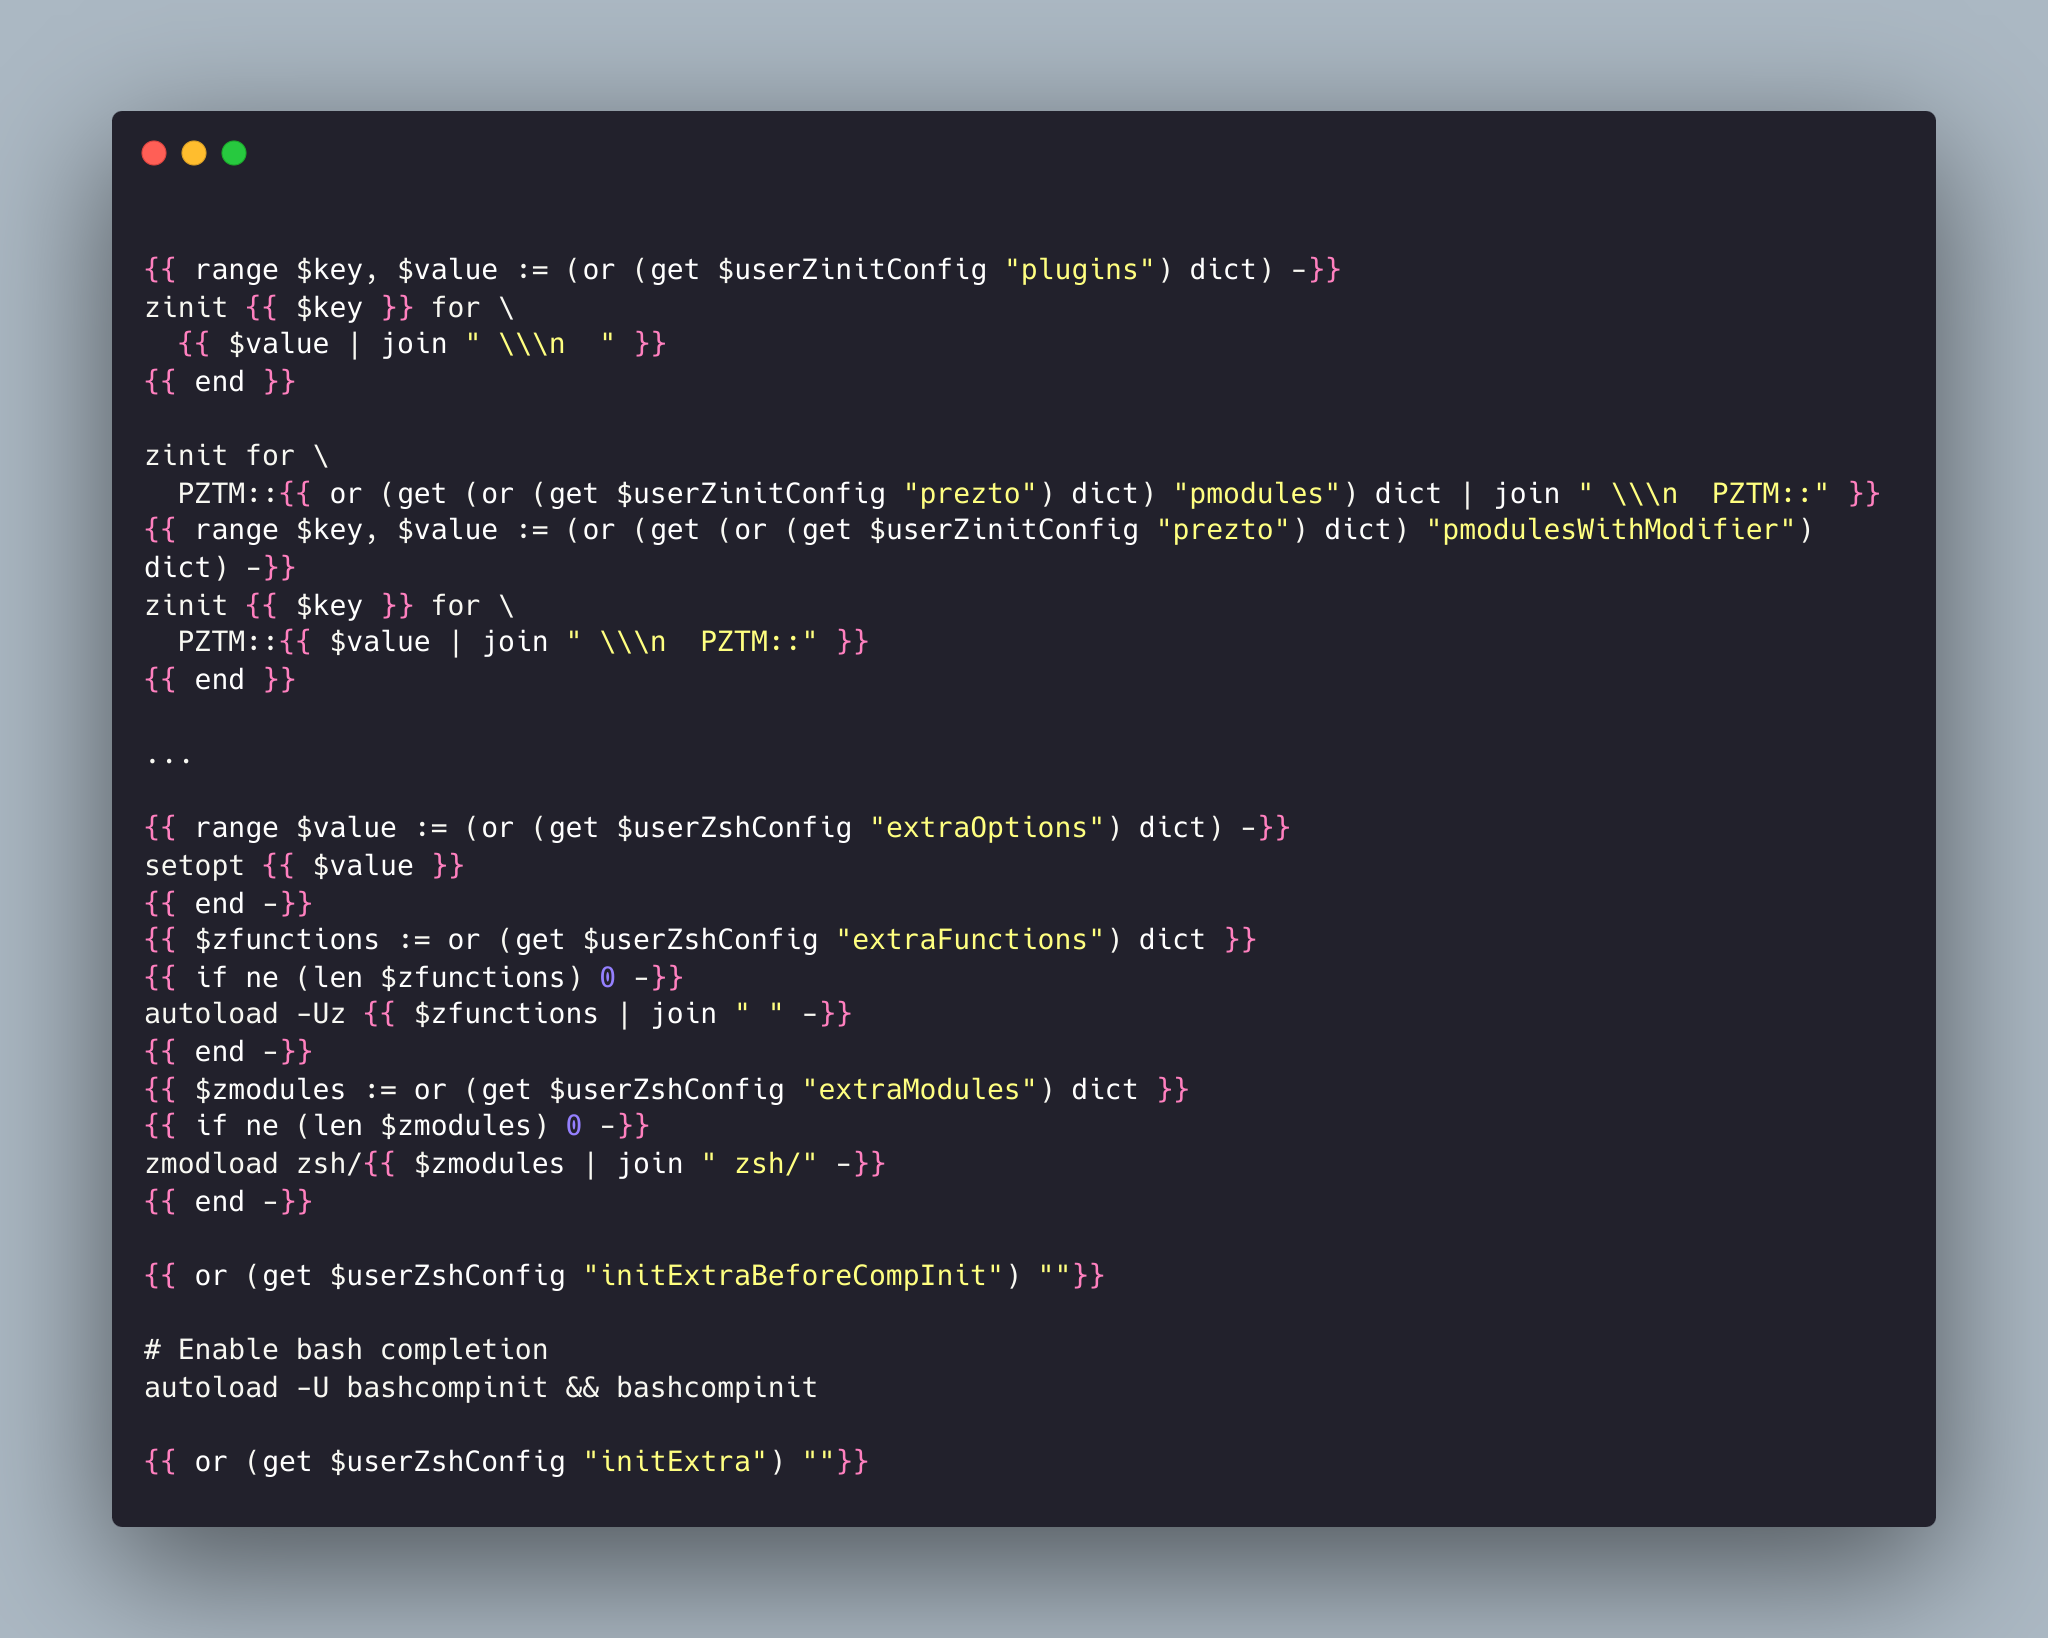 {{ range $key, $value := (or (get $userZinitConfig "plugins") dict) -}}
zinit {{ $key }} for \
  {{ $value | join " \\\n  " }}
{{ end }}

zinit for \
  PZTM::{{ or (get (or (get $userZinitConfig "prezto") dict) "pmodules") dict | join " \\\n  PZTM::" }}
{{ range $key, $value := (or (get (or (get $userZinitConfig "prezto") dict) "pmodulesWithModifier")
dict) -}}
zinit {{ $key }} for \
  PZTM::{{ $value | join " \\\n  PZTM::" }}
{{ end }}

...

{{ range $value := (or (get $userZshConfig "extraOptions") dict) -}}
setopt {{ $value }}
{{ end -}}
{{ $zfunctions := or (get $userZshConfig "extraFunctions") dict }}
{{ if ne (len $zfunctions) 0 -}}
autoload -Uz {{ $zfunctions | join " " -}}
{{ end -}}
{{ $zmodules := or (get $userZshConfig "extraModules") dict }}
{{ if ne (len $zmodules) 0 -}}
zmodload zsh/{{ $zmodules | join " zsh/" -}}
{{ end -}}

{{ or (get $userZshConfig "initExtraBeforeCompInit") ""}}

# Enable bash completion
autoload -U bashcompinit && bashcompinit

{{ or (get $userZshConfig "initExtra") ""}}